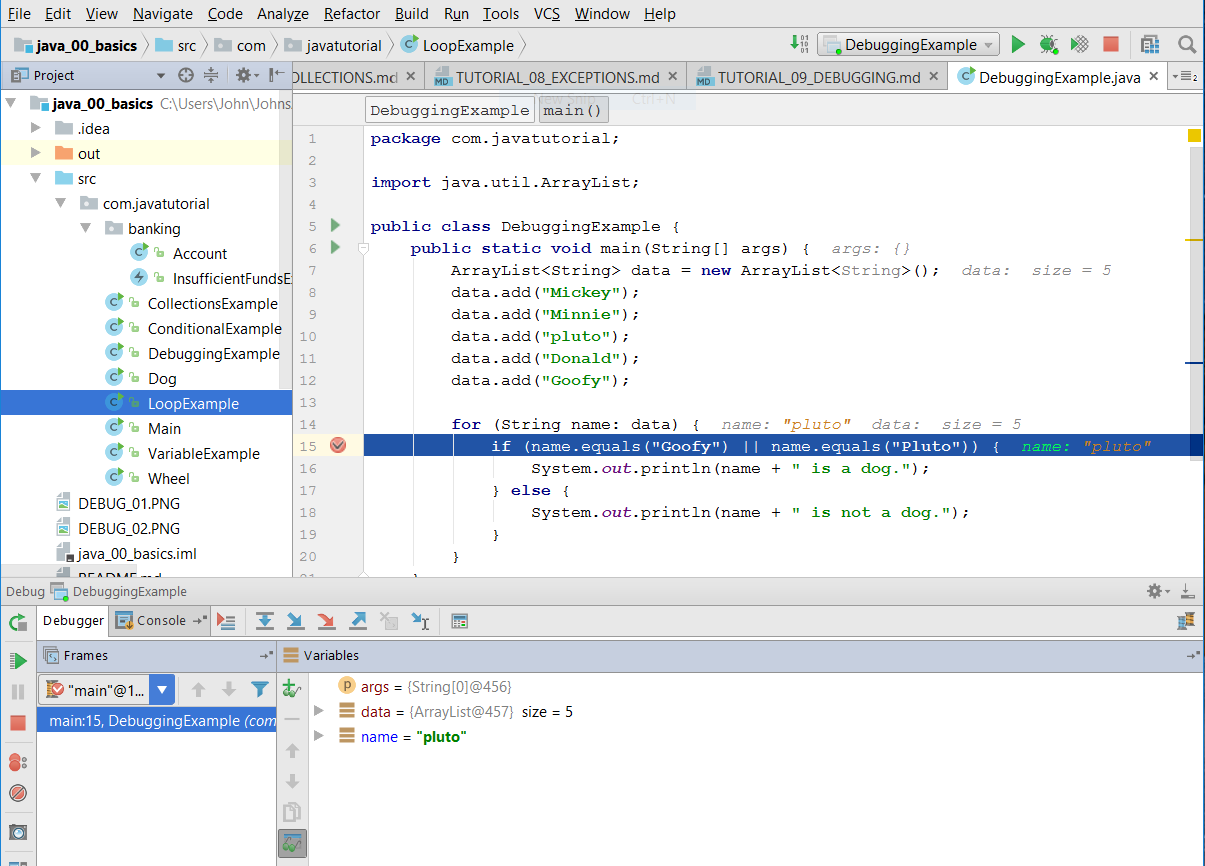 File Edit View Navigate Code Analyze Refactor Build Run Tools VCS Window Help
java_00_basics src com javatutorial LoopExample DebuggingExample
Project
OLLECTIONS.md TUTORIAL_08_EXCEPTIONS.md TUTORIAL_09_DEBUGGING.md DebuggingExample.java 2
java_00_basics C:\Users\John\Johns
.idea
out
src
com.javatutorial
banking
Account
InsufficientFundsE
CollectionsExample
ConditionalExample
DebuggingExample
Dog
LoopExample
Main
VariableExample
Wheel
DEBUG_01.PNG
DEBUG_02.PNG
java_00_basics.iml
README.md
New Snip Ctrl+N
DebuggingExample main()
1 package com.javatutorial;
2
3 import java.util.ArrayList;
4
5 public class DebuggingExample {
6 public static void main(String[] args) { args: {}
7 ArrayList<String> data = new ArrayList<String>(); data: size = 5
8 data.add("Mickey");
9 data.add("Minnie");
10 data.add("pluto");
11 data.add("Donald");
12 data.add("Goofy");
13
14 for (String name: data) { name: "pluto" data: size = 5
15 if (name.equals("Goofy") || name.equals("Pluto")) { name: "pluto"
16 System.out.println(name + " is a dog.");
17 } else {
18 System.out.println(name + " is not a dog.");
19 }
20 }
Debug DebuggingExample
Debugger Console
Frames
"main"@1...
main:15, DebuggingExample (com
Variables
args = {String[0]@456}
data = {ArrayList@457} size = 5
name = "pluto"